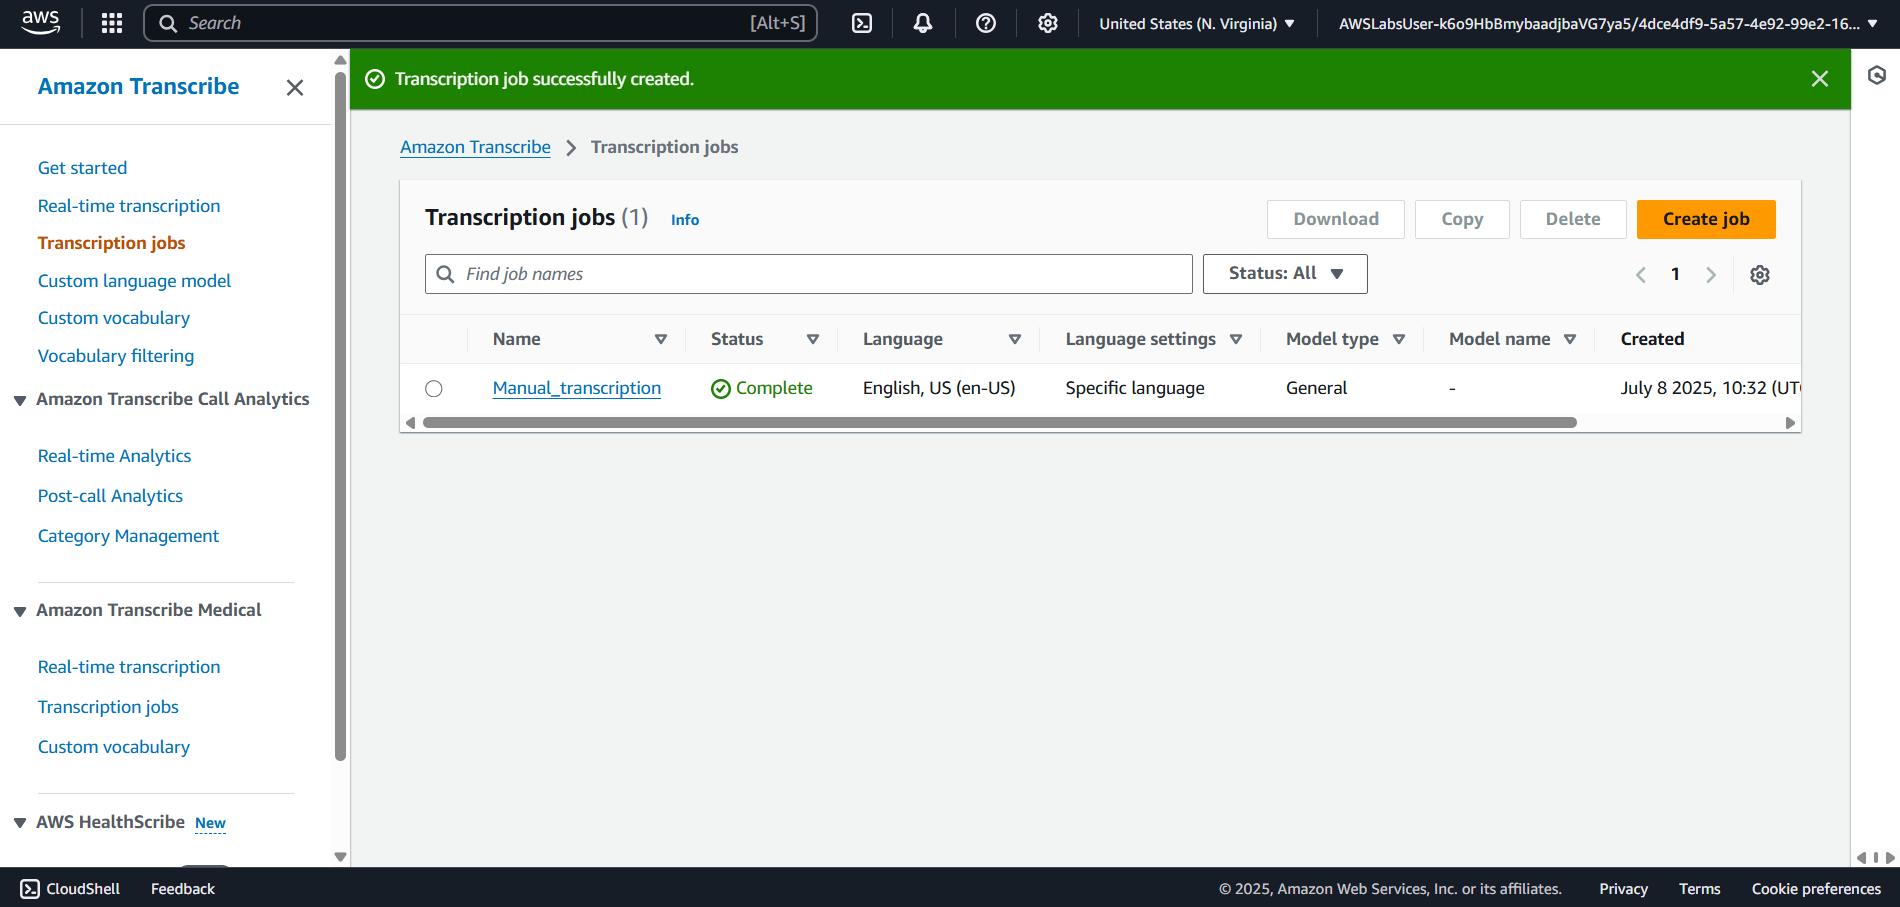 aws
Search [Alt+S]
United States (N. Virginia)
AWSLabsUser-k6o9HbBmybaadjbaVG7ya5/4dce4df9-5a57-4e92-99e2-16...
Amazon Transcribe
Get started
Real-time transcription
Transcription jobs
Custom language model
Custom vocabulary
Vocabulary filtering
Amazon Transcribe Call Analytics
Real-time Analytics
Post-call Analytics
Category Management
Amazon Transcribe Medical
Real-time transcription
Transcription jobs
Custom vocabulary
AWS HealthScribe New
Transcription job successfully created.
Amazon Transcribe > Transcription jobs
Transcription jobs (1) Info
Download Copy Delete Create job
Find job names
Status: All
1
Name Status Language Language settings Model type Model name Created
Manual_transcription Complete English, US (en-US) Specific language General - July 8 2025, 10:32 (UT
CloudShell Feedback
© 2025, Amazon Web Services, Inc. or its affiliates. Privacy Terms Cookie preferences